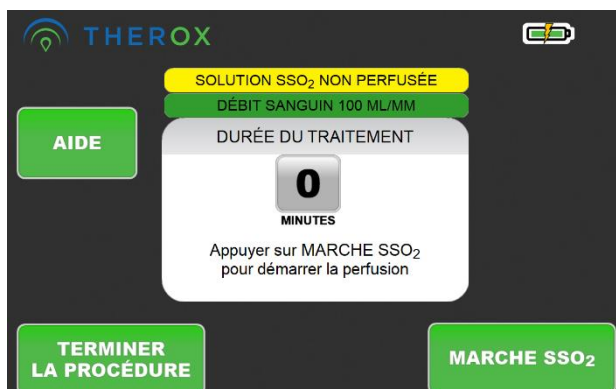 THEROX
SOLUTION SSO₂ NON PERFUSÉE
DÉBIT SANGUIN 100 ML/MM
AIDE
DURÉE DU TRAITEMENT
0
MINUTES
Appuyer sur MARCHE SSO₂
pour démarrer la perfusion
TERMINER
LA PROCÉDURE
MARCHE SSO₂